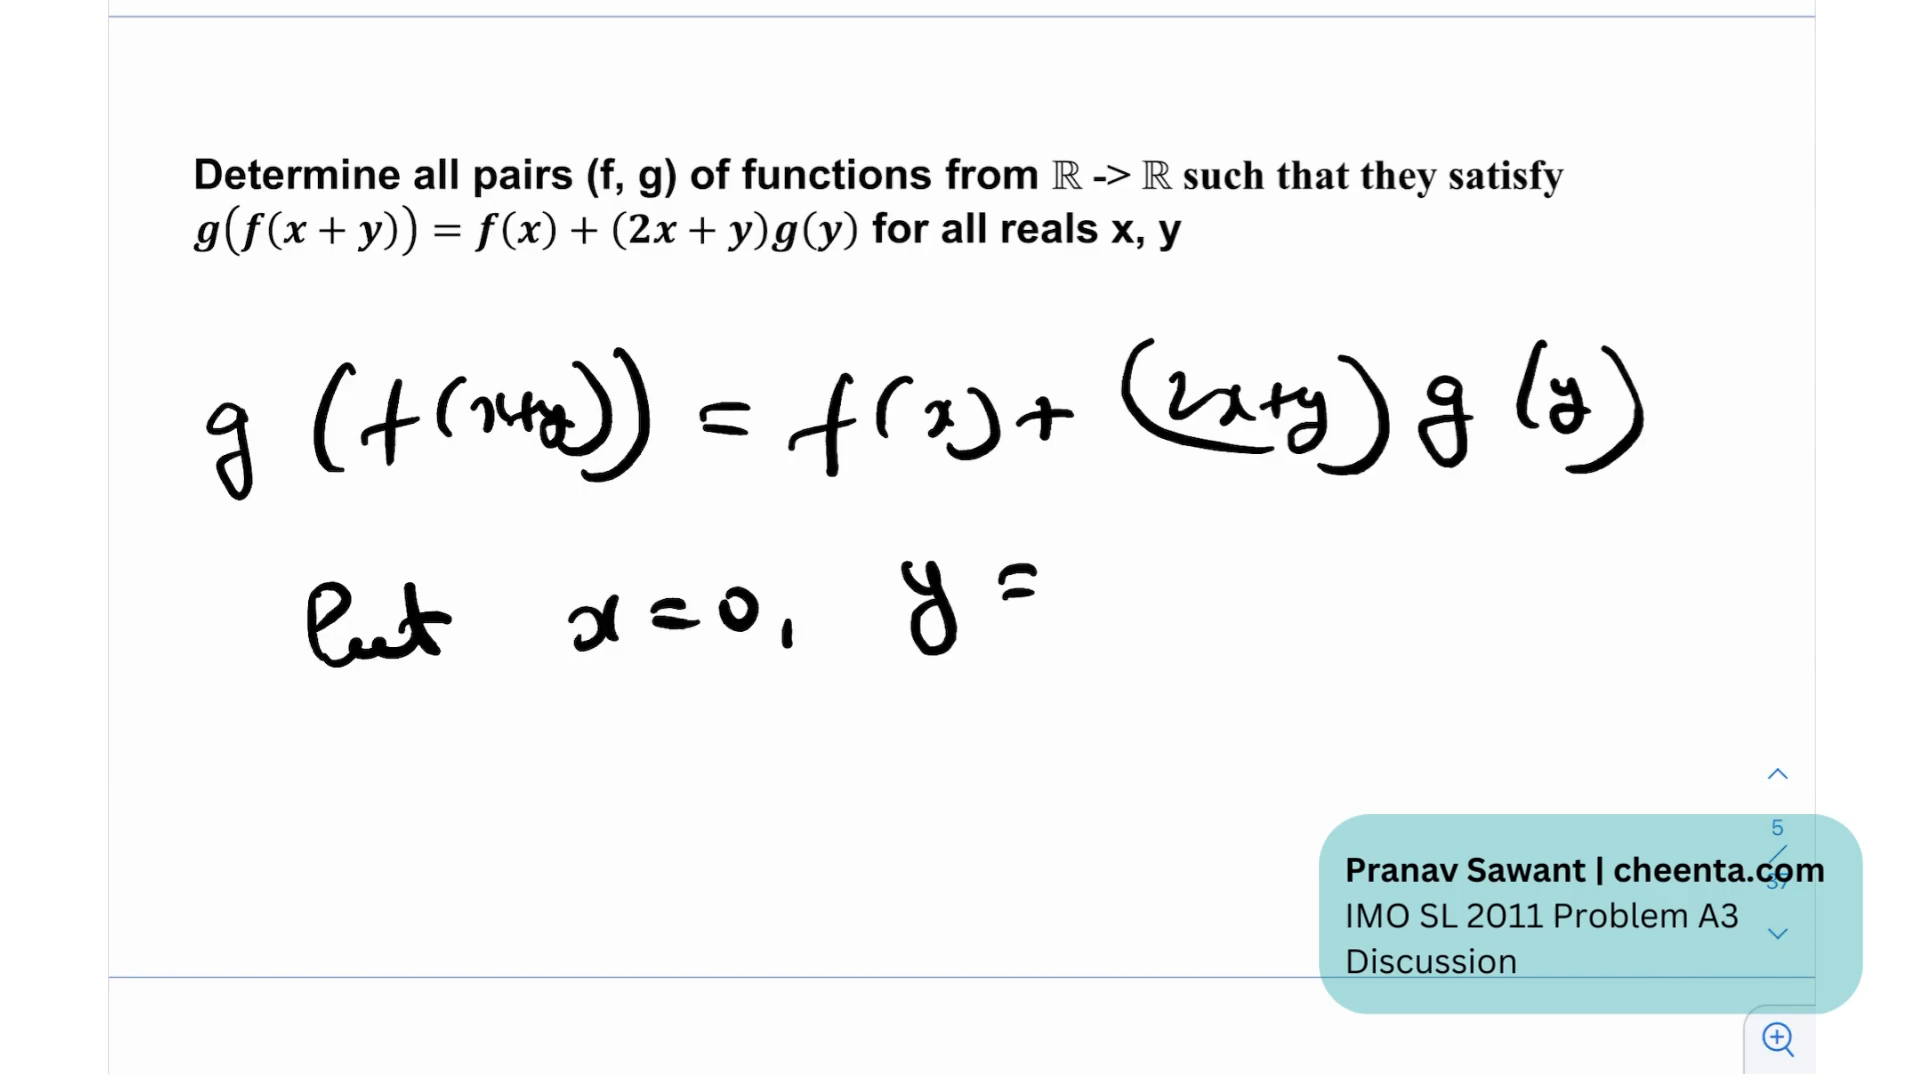 Determine all pairs (f, g) of functions from ℝ -> ℝ such that they satisfy
g(f(x + y)) = f(x) + (2x + y)g(y) for all reals x, y
g (f(x+y)) = f(x) + (2x+y) g (y)
Put x = 0, y =
5
/
37
Pranav Sawant | cheenta.com
IMO SL 2011 Problem A3
Discussion